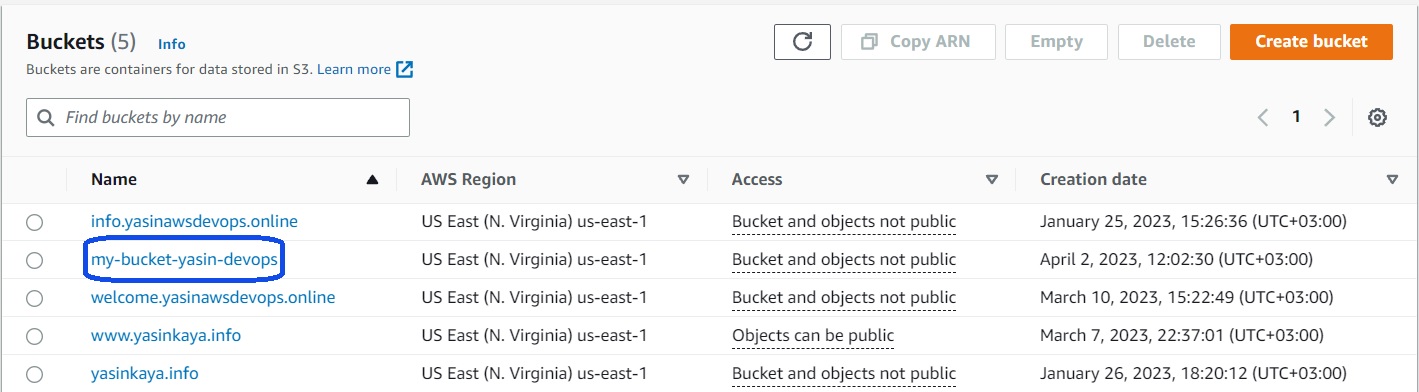 Buckets (5) Info
Buckets are containers for data stored in S3. Learn more
Copy ARN Empty Delete Create bucket
Find buckets by name
1
Name AWS Region Access Creation date
info.yasinawsdevops.online US East (N. Virginia) us-east-1 Bucket and objects not public January 25, 2023, 15:26:36 (UTC+03:00)
my-bucket-yasin-devops US East (N. Virginia) us-east-1 Bucket and objects not public April 2, 2023, 12:02:30 (UTC+03:00)
welcome.yasinawsdevops.online US East (N. Virginia) us-east-1 Bucket and objects not public March 10, 2023, 15:22:49 (UTC+03:00)
www.yasinkaya.info US East (N. Virginia) us-east-1 Objects can be public March 7, 2023, 22:37:01 (UTC+03:00)
yasinkaya.info US East (N. Virginia) us-east-1 Bucket and objects not public January 26, 2023, 18:20:12 (UTC+03:00)